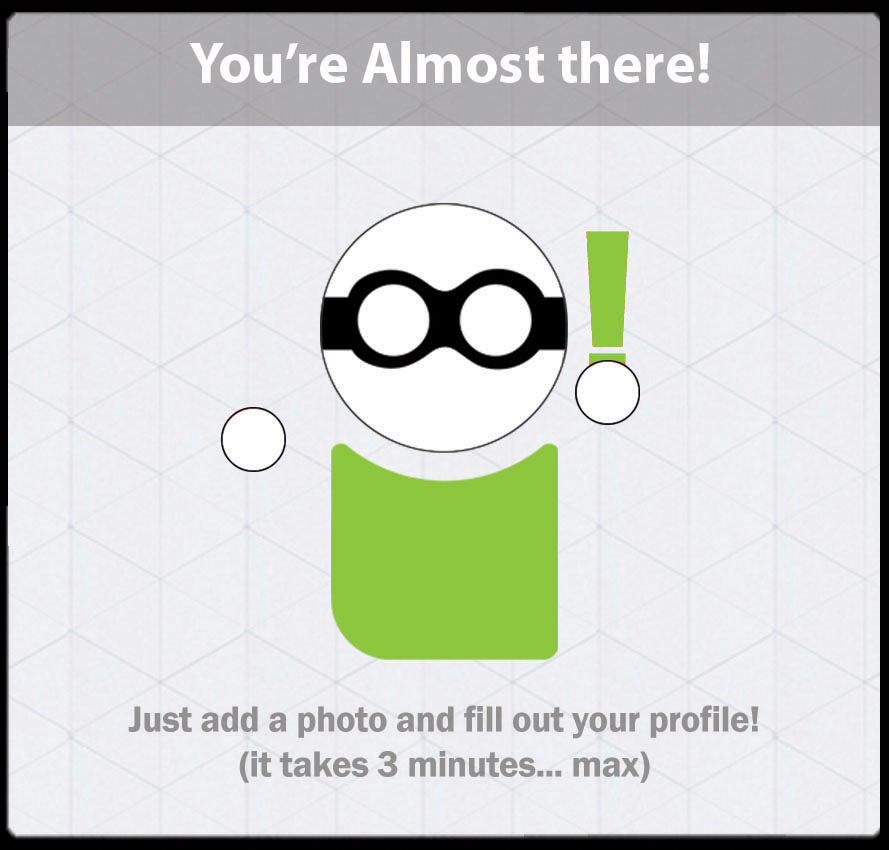 You’re Almost there!
Just add a photo and fill out your profile!
(it takes 3 minutes... max)